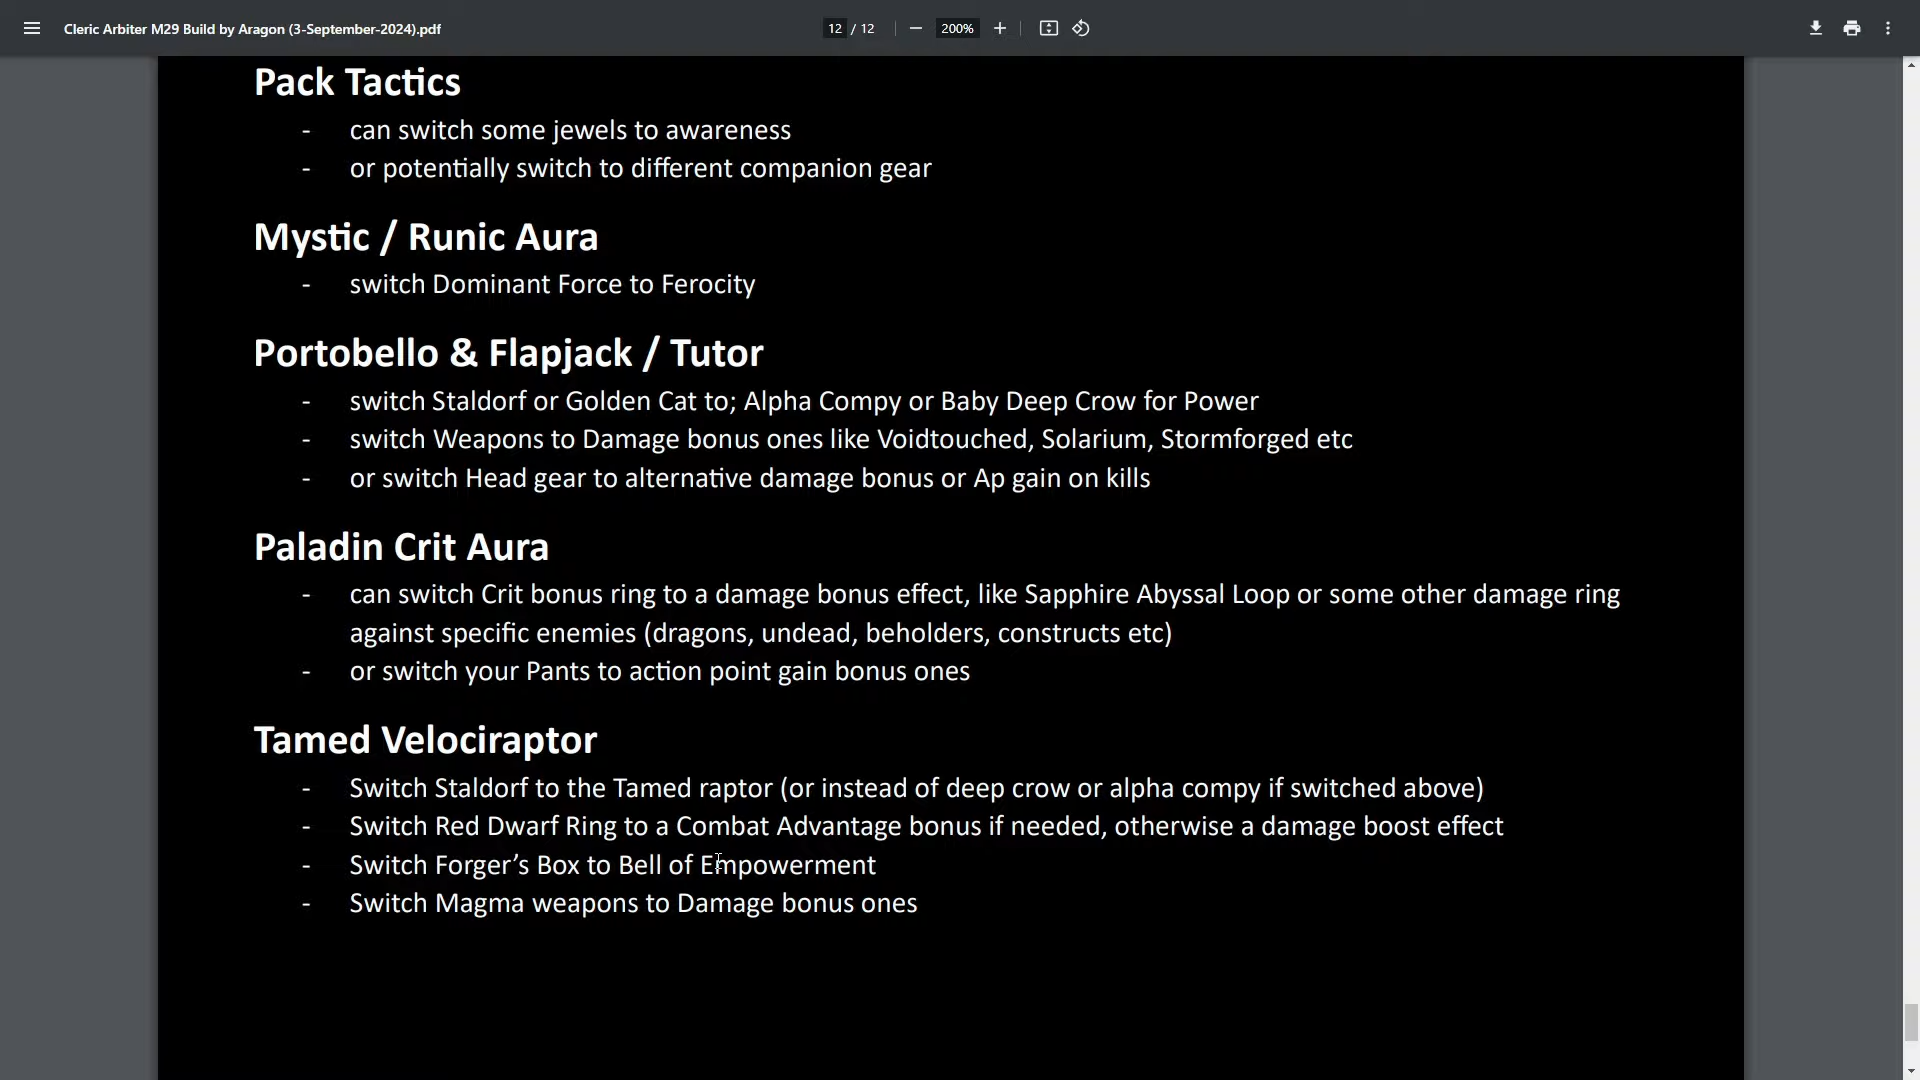 Cleric Arbiter M29 Build by Aragon (3-September-2024).pdf
12 / 12
200%
Pack Tactics
- can switch some jewels to awareness
- or potentially switch to different companion gear
Mystic / Runic Aura
- switch Dominant Force to Ferocity
Portobello & Flapjack / Tutor
- switch Staldorf or Golden Cat to; Alpha Compy or Baby Deep Crow for Power
- switch Weapons to Damage bonus ones like Voidtouched, Solarium, Stormforged etc
- or switch Head gear to alternative damage bonus or Ap gain on kills
Paladin Crit Aura
- can switch Crit bonus ring to a damage bonus effect, like Sapphire Abyssal Loop or some other damage ring
against specific enemies (dragons, undead, beholders, constructs etc)
- or switch your Pants to action point gain bonus ones
Tamed Velociraptor
- Switch Staldorf to the Tamed raptor (or instead of deep crow or alpha compy if switched above)
- Switch Red Dwarf Ring to a Combat Advantage bonus if needed, otherwise a damage boost effect
- Switch Forger’s Box to Bell of Empowerment
- Switch Magma weapons to Damage bonus ones